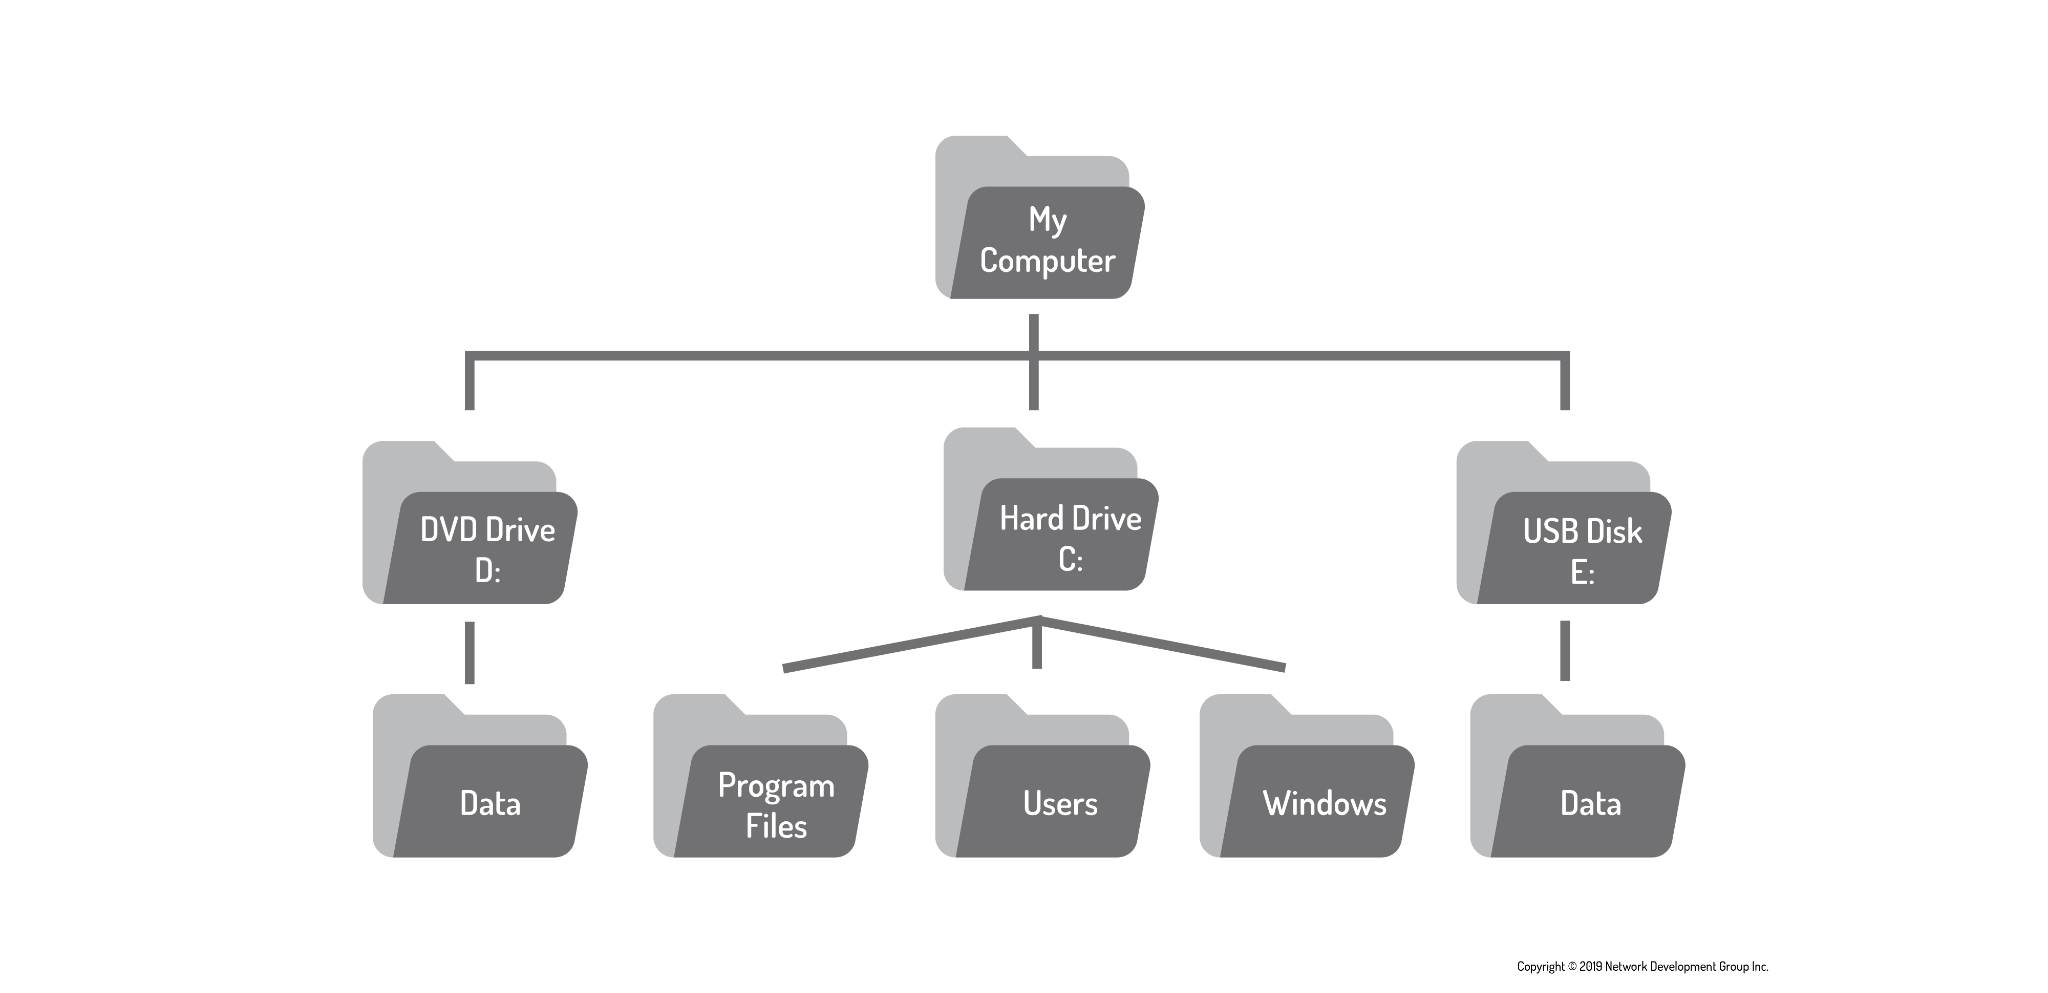 My
Computer
DVD Drive
D:
Hard Drive
C:
USB Disk
E:
Data
Program
Files
Users
Windows
Data
Copyright © 2019 Network Development Group Inc.